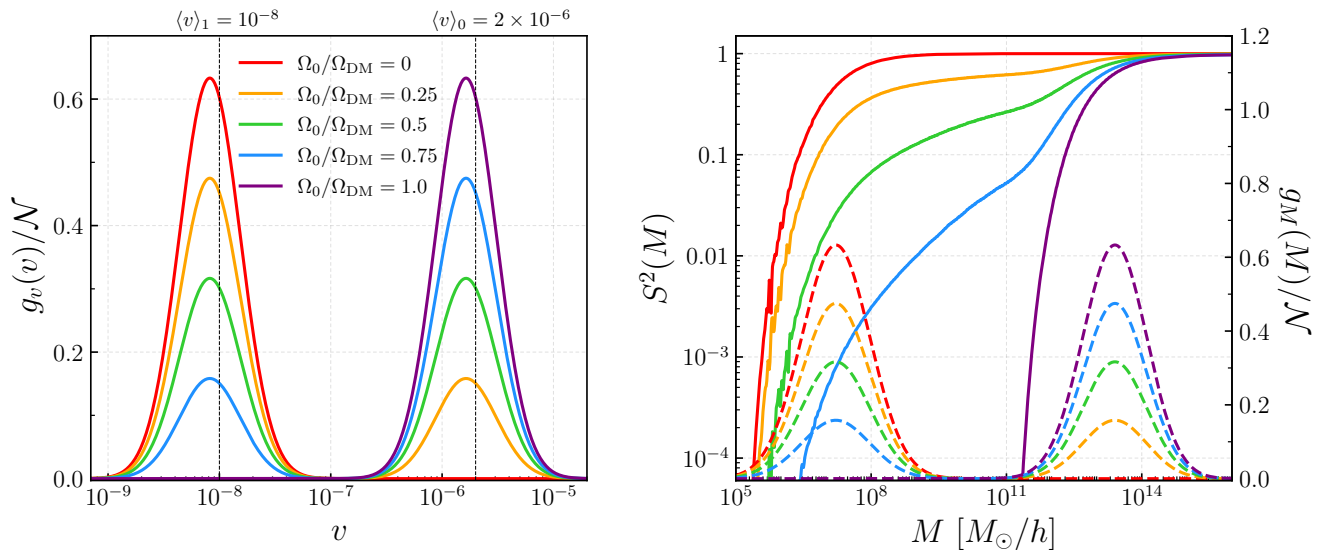 ⟨v⟩₁ = 10⁻⁸
⟨v⟩₀ = 2 × 10⁻⁶
g_v(v)/𝒩
0.6
0.4
0.2
0.0
Ω₀/Ω_DM = 0
Ω₀/Ω_DM = 0.25
Ω₀/Ω_DM = 0.5
Ω₀/Ω_DM = 0.75
Ω₀/Ω_DM = 1.0
10⁻⁹
10⁻⁸
10⁻⁷
10⁻⁶
10⁻⁵
v
S²(M)
1
0.1
0.01
10⁻³
10⁻⁴
10⁵
10⁸
10¹¹
10¹⁴
M [M_⊙/h]
1.2
1.0
0.8
0.6
0.4
0.2
0.0
g_M(M)/𝒩